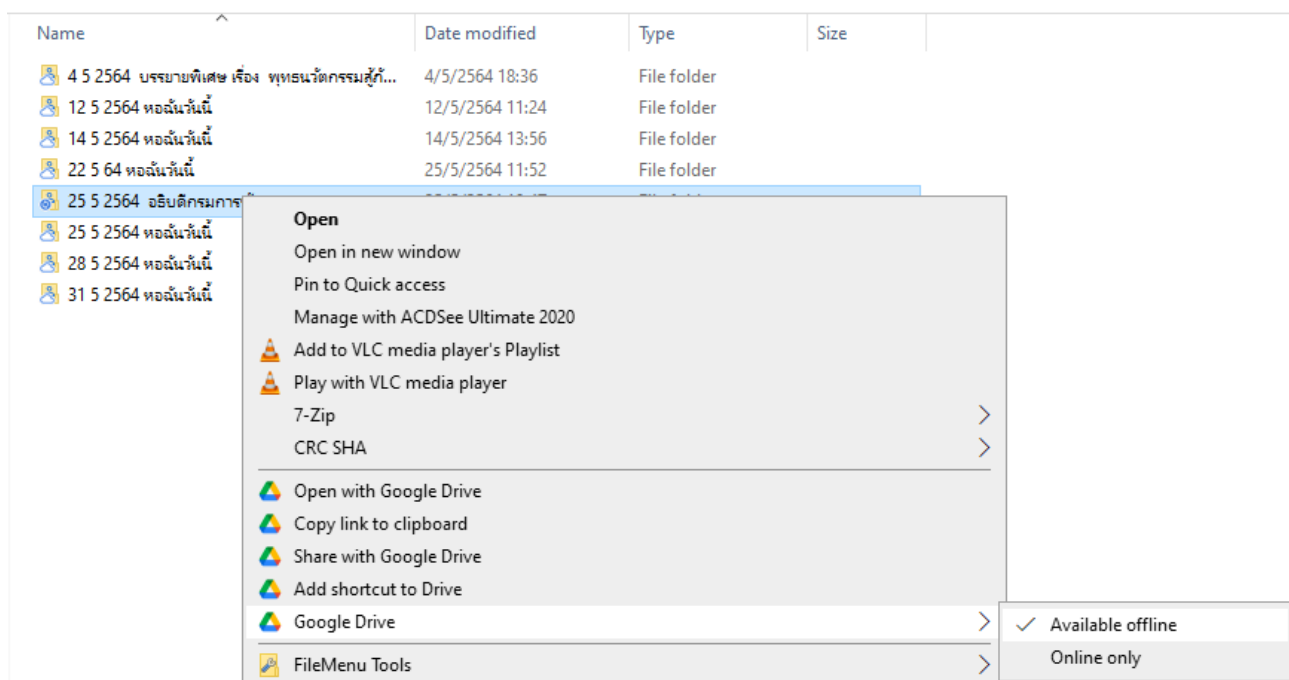 Name Date modified Type Size
4 5 2564 บรรยายพิเศษ เรื่อง พุทธนวัตกรรมสู้ภั... 4/5/2564 18:36 File folder
12 5 2564 หอฉันวันนี้ 12/5/2564 11:24 File folder
14 5 2564 หอฉันวันนี้ 14/5/2564 13:56 File folder
22 5 64 หอฉันวันนี้ 25/5/2564 11:52 File folder
25 5 2564 อธิบดีกรมการ
25 5 2564 หอฉันวันนี้
28 5 2564 หอฉันวันนี้
31 5 2564 หอฉันวันนี้
Open
Open in new window
Pin to Quick access
Manage with ACDSee Ultimate 2020
Add to VLC media player's Playlist
Play with VLC media player
7-Zip
CRC SHA
Open with Google Drive
Copy link to clipboard
Share with Google Drive
Add shortcut to Drive
Google Drive
FileMenu Tools
Available offline
Online only